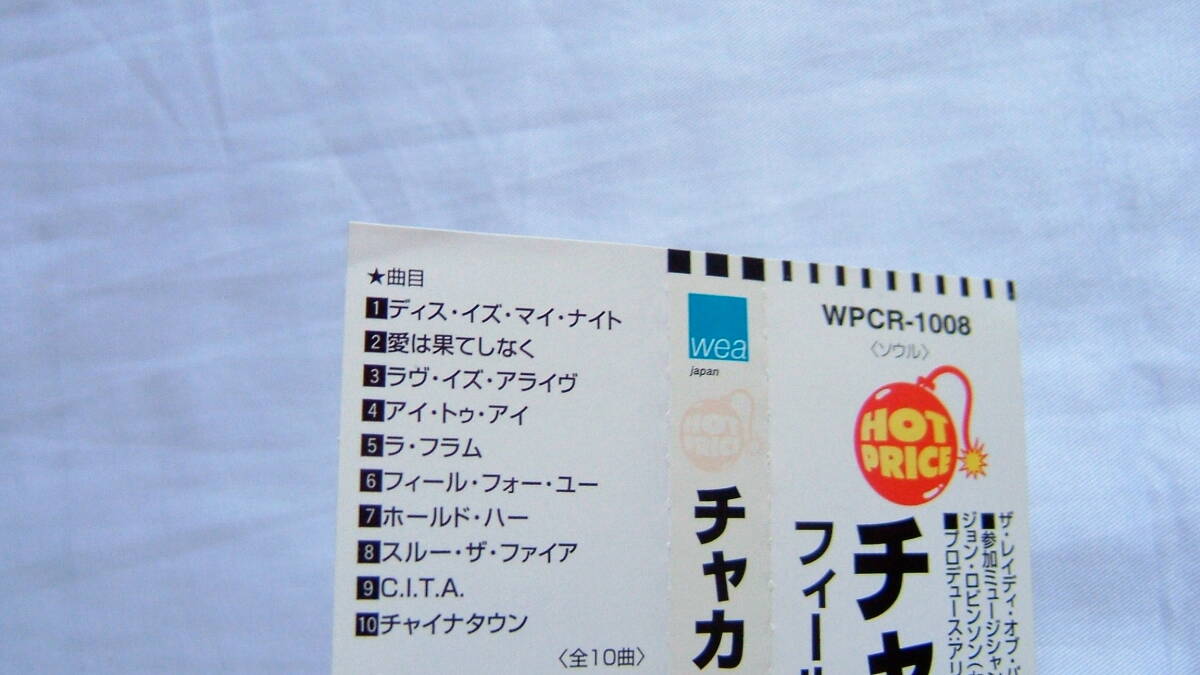 ★曲目
1 ディス・イズ・マイ・ナイト
2 愛は果てしなく
3 ラヴ・イズ・アライヴ
4 アイ・トゥ・アイ
5 ラ・フラム
6 フィール・フォー・ユー
7 ホールド・ハー
8 スルー・ザ・ファイア
9 C.I.T.A.
10 チャイナタウン
〈全10曲〉
wea
japan
HOT
PRICE
チャカ
WPCR-1008
〈ソウル〉
HOT
PRICE
ザ・レイディ・オブ・
■参加ミュージシャン
ジョン・ロビンソン(
■プロデュース:アリ
チャ
フィール